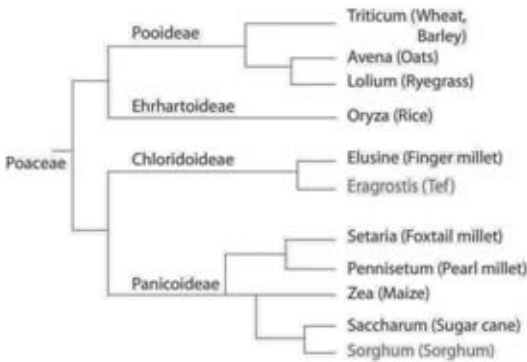 Pooideae
Triticum (Wheat,
Barley)
Avena (Oats)
Lolium (Ryegrass)
Ehrhartoideae
Oryza (Rice)
Poaceae
Chloridoideae
Elusine (Finger millet)
Eragrostis (Tef)
Panicoideae
Setaria (Foxtail millet)
Pennisetum (Pearl millet)
Zea (Maize)
Saccharum (Sugar cane)
Sorghum (Sorghum)